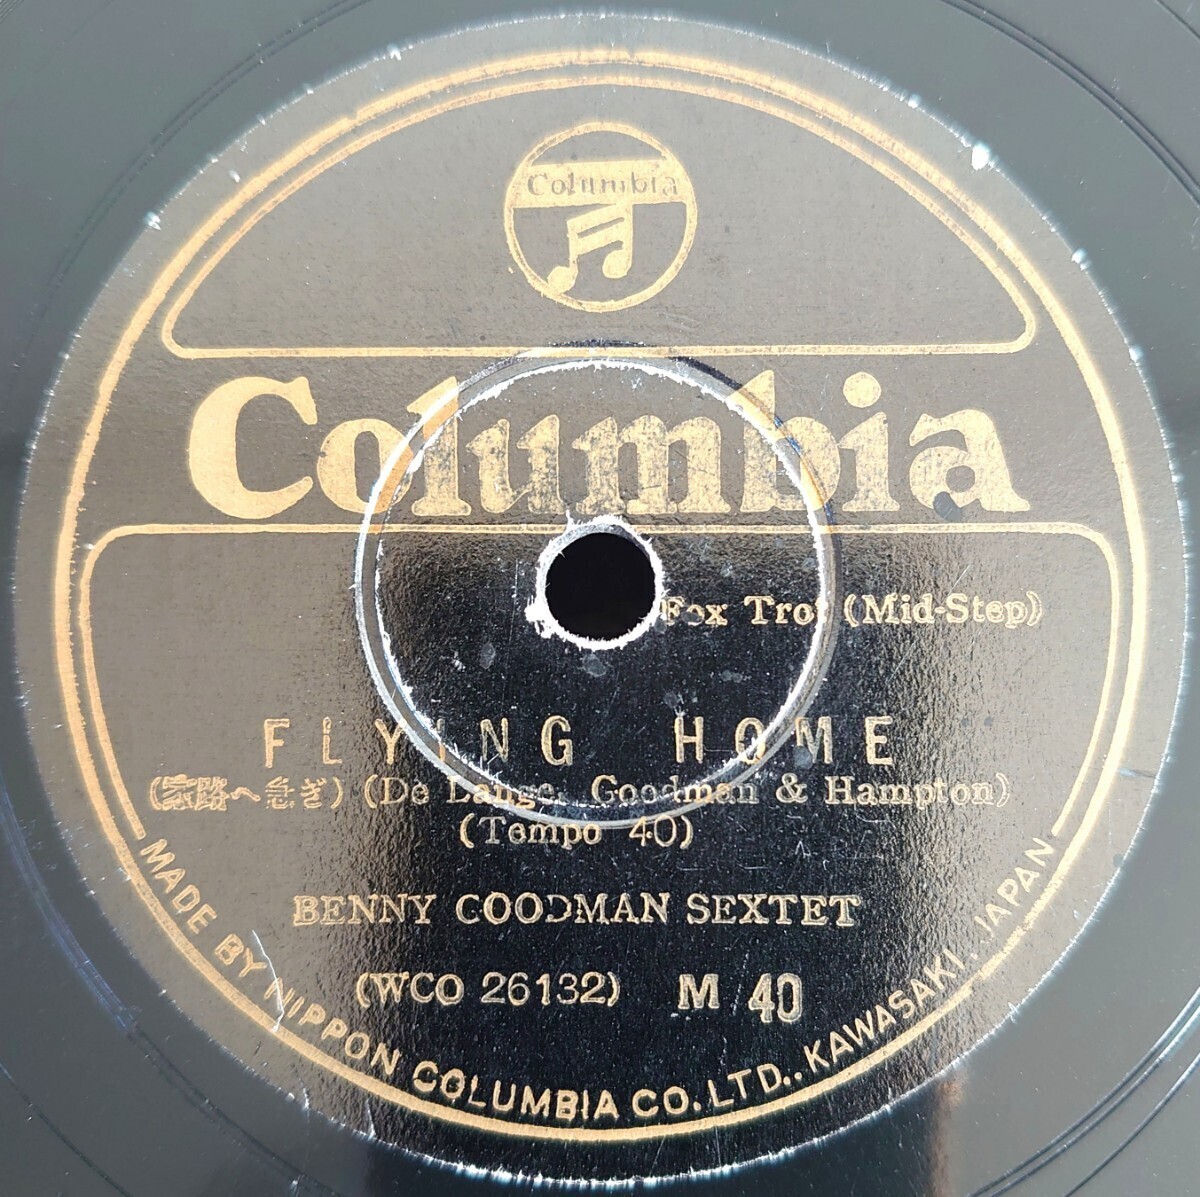 Columbia
Columbia
Fox Trot (Mid-Step)
FLYING HOME
(家路へ急ぎ) (De Lange, Goodman & Hampton)
(Tempo 40)
BENNY GOODMAN SEXTET
(WCO 26132) M 40
MADE BY NIPPON COLUMBIA CO. LTD., KAWASAKI, JAPAN